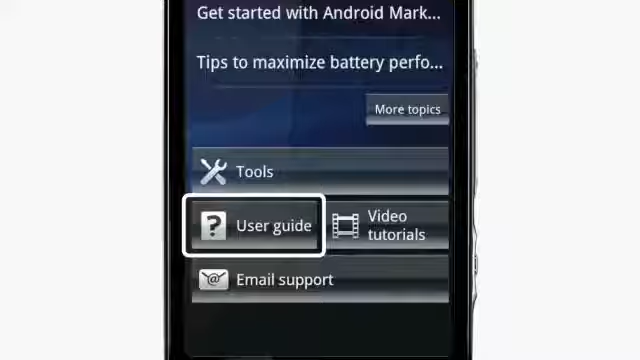 Get started with Android Mark...
Tips to maximize battery perfo...
More topics
Tools
User guide
Video
tutorials
Email support